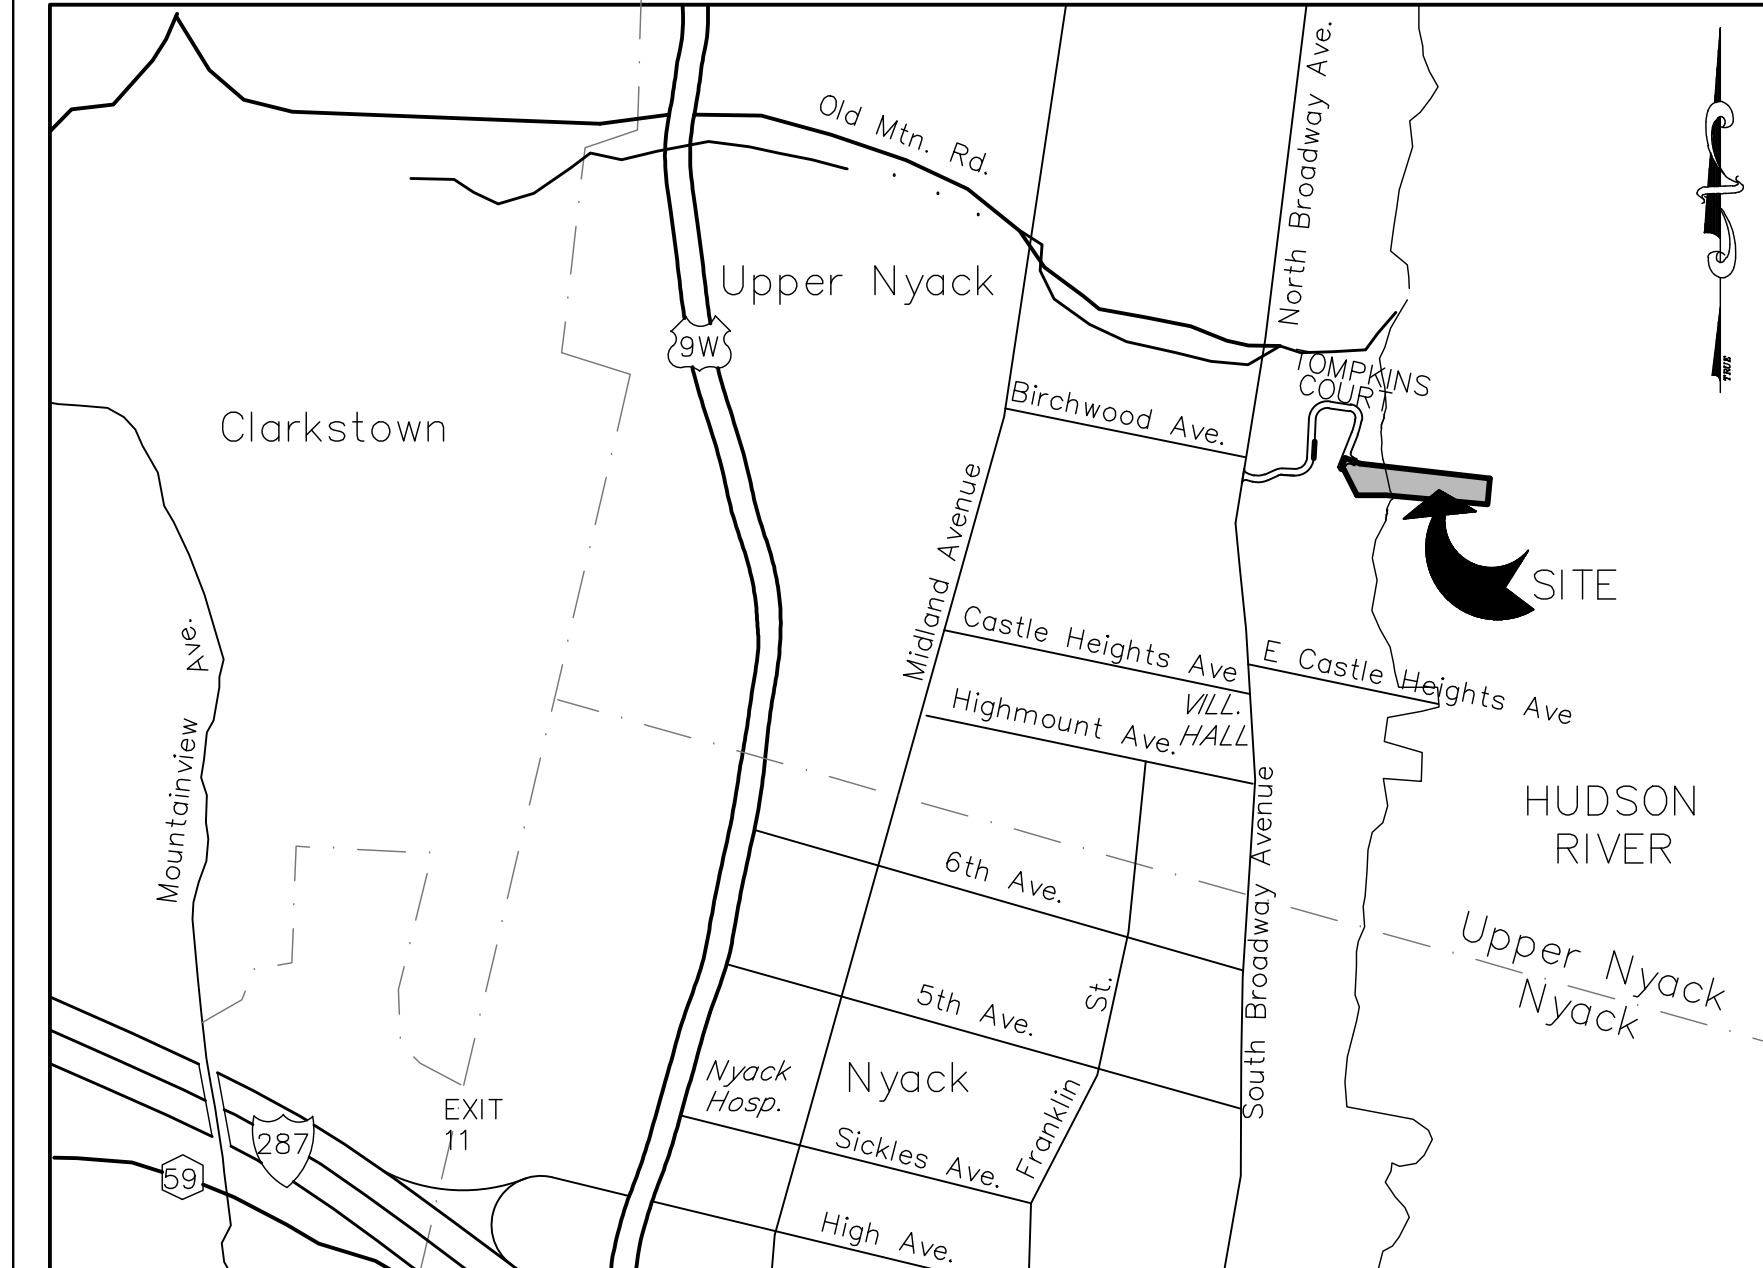 North Broadway Ave.
Old Mtn. Rd.
TRUE
Upper Nyack
9W
TOMPKINS
COURT
Birchwood Ave.
Clarkstown
Midland Avenue
SITE
Mountainview Ave.
Castle Heights Ave
E Castle Heights Ave
VILL.
HALL
Highmount Ave.
HUDSON
RIVER
South Broadway Avenue
6th Ave.
Upper Nyack
Nyack
5th Ave.
Franklin St.
Nyack
Hosp.
Nyack
EXIT
11
287
Sickles Ave.
59
High Ave.